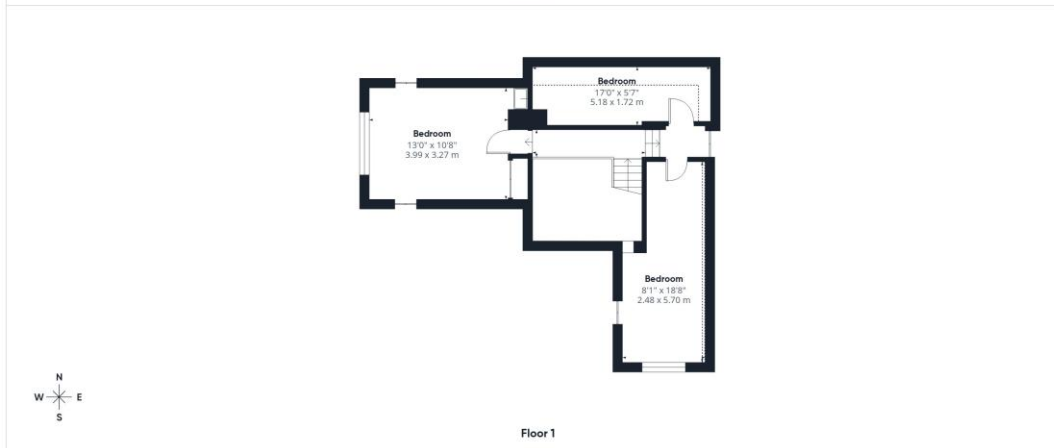 Bedroom
17'0" x 5'7"
5.18 x 1.72 m
Bedroom
13'0" x 10'8"
3.99 x 3.27 m
Bedroom
8'1" x 18'8"
2.48 x 5.70 m
N
W E
S
Floor 1